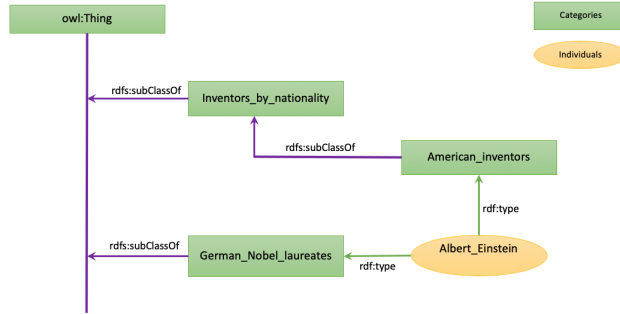 owl:Thing
Categories
Individuals
rdfs:subClassOf
Inventors_by_nationality
rdfs:subClassOf
American_inventors
rdf:type
rdfs:subClassOf
German_Nobel_laureates
rdf:type
Albert_Einstein